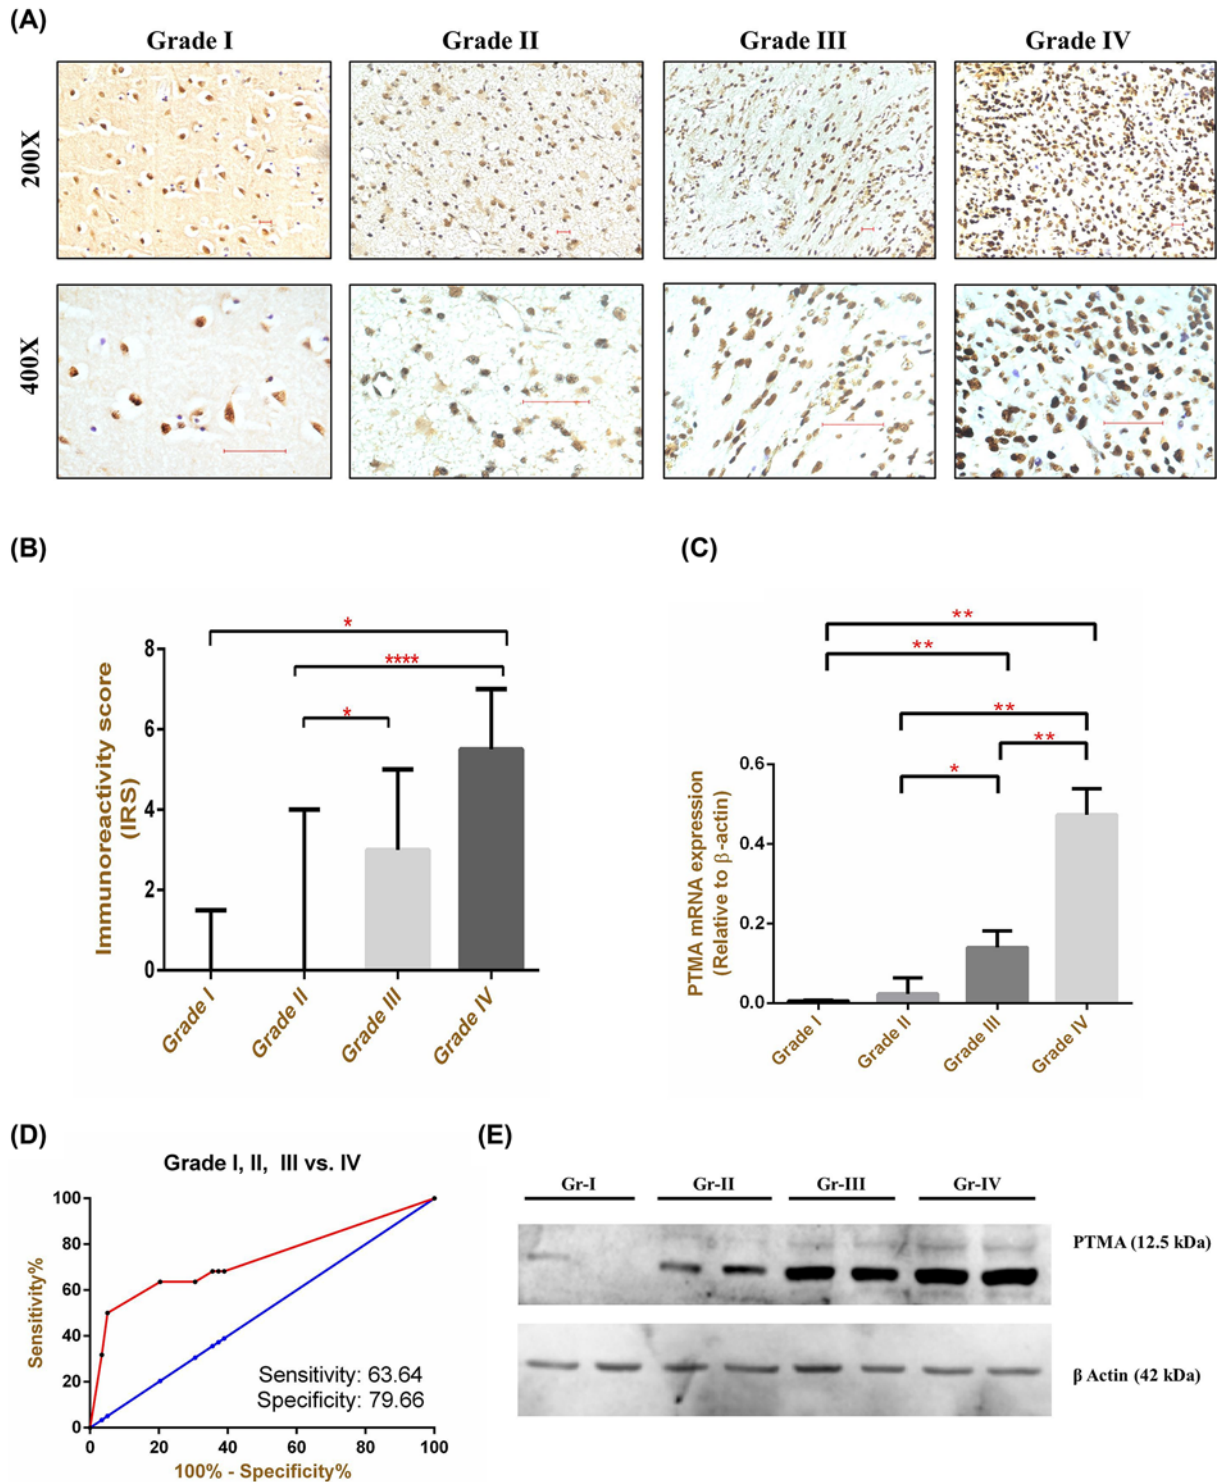 (A)
Grade I
Grade II
Grade III
Grade IV
200X
400X
(B)
Immunoreactivity score
(IRS)
8
6
4
2
0
*
****
*
Grade I
Grade II
Grade III
Grade IV
(C)
PTMA mRNA expression
(Relative to β-actin)
0.6
0.4
0.2
0.0
**
**
**
**
*
Grade I
Grade II
Grade III
Grade IV
(D)
Grade I, II, III vs. IV
Sensitivity%
100
80
60
40
20
0
Sensitivity: 63.64
Specificity: 79.66
0 20 40 60 80 100
100% - Specificity%
(E)
Gr-I Gr-II Gr-III Gr-IV
PTMA (12.5 kDa)
β Actin (42 kDa)